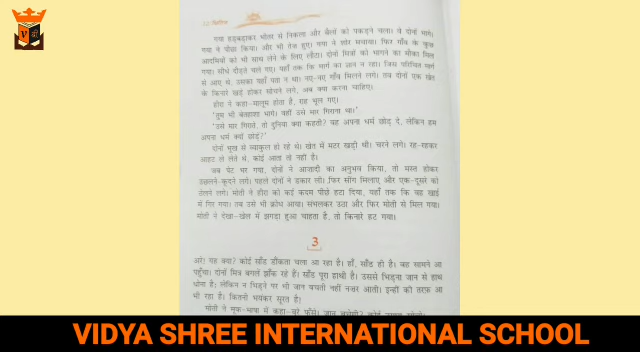 गया हड़बड़ाकर भीतर से निकला और बैलों को पकड़ने चला। वे दोनों भागे।
गया ने पीछा किया। और भी तेज़ हुए। गया ने शोर मचाया। फिर गाँव के कुछ
आदमियों को भी साथ लेने के लिए लौटा। दोनों मित्रों को भागने का मौका मिल
गया। सीधे दौड़ते चले गए। यहाँ तक कि मार्ग का ज्ञान न रहा। जिस परिचित मार्ग
से आए थे, उसका यहाँ पता न था। नए-नए गाँव मिलने लगे। तब दोनों एक खेत
के किनारे खड़े होकर सोचने लगे, अब क्या करना चाहिए।
हीरा ने कहा-मालूम होता है, राह भूल गए।
'तुम भी बेतहाशा भागे। वहीं उसे मार गिराना था।'
'उसे मार गिराते, तो दुनिया क्या कहती? वह अपना धर्म छोड़ दे, लेकिन हम
अपना धर्म क्यों छोड़ें?'
दोनों भूख से व्याकुल हो रहे थे। खेत में मटर खड़ी थी। चरने लगे। रह-रहकर
आहट ले लेते थे, कोई आता तो नहीं है।
जब पेट भर गया, दोनों ने आज़ादी का अनुभव किया, तो मस्त होकर
उछलने-कूदने लगे। पहले दोनों ने डकार ली। फिर सींग मिलाए और एक-दूसरे को
ठेलने लगे। मोती ने हीरा को कई कदम पीछे हटा दिया, यहाँ तक कि वह खाई
में गिर गया। तब उसे भी क्रोध आया। संभलकर उठा और फिर मोती से मिल गया।
मोती ने देखा-खेल में झगड़ा हुआ चाहता है, तो किनारे हट गया।
3
अरे! यह क्या? कोई साँड़ डौंकता चला आ रहा है। हाँ, साँड़ ही है। वह सामने आ
पहुँचा। दोनों मित्र बगलें झाँक रहे हैं। साँड़ पूरा हाथी है। उससे भिड़ना जान से हाथ
धोना है; लेकिन न भिड़ने पर भी जान बचती नहीं नज़र आती। इन्हीं की तरफ़ आ
भी रहा है। कितनी भयंकर सूरत है!
मोती ने मूक-भाषा में कहा-बुरे फँसे।
VIDYA SHREE INTERNATIONAL SCHOOL